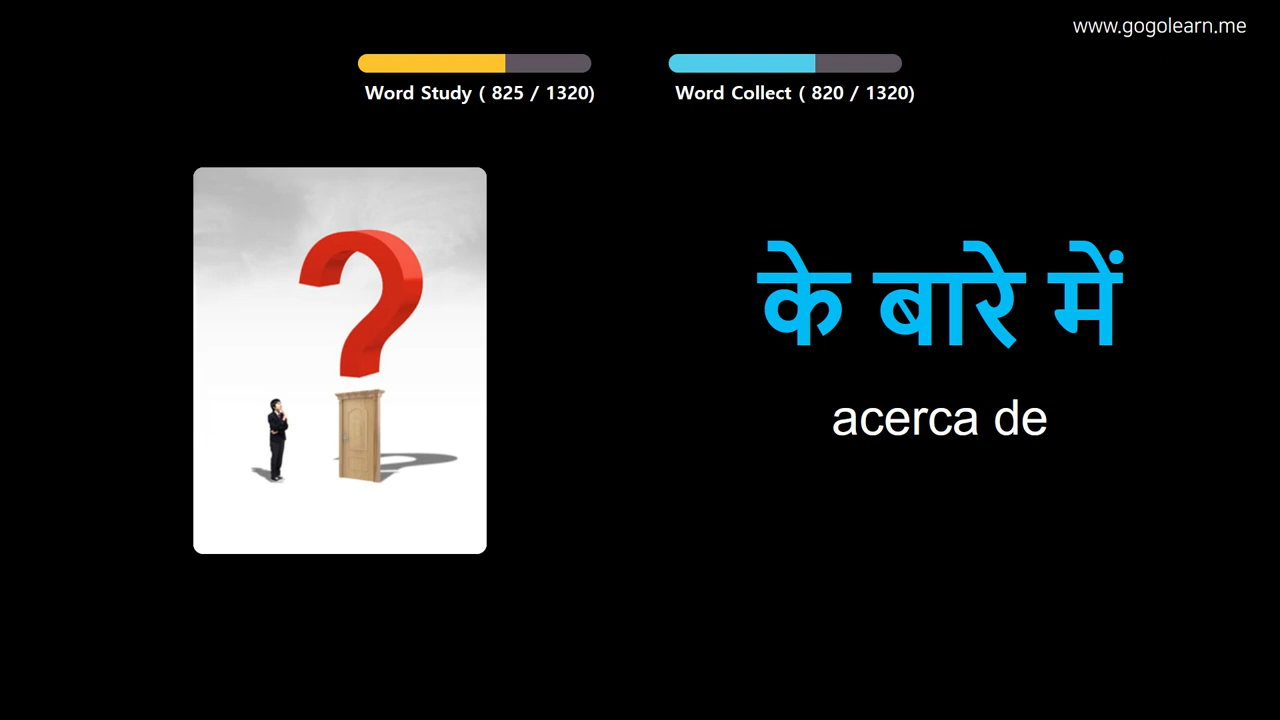 www.gogolearn.me
Word Study ( 825 / 1320)
Word Collect ( 820 / 1320)
के बारे में
acerca de